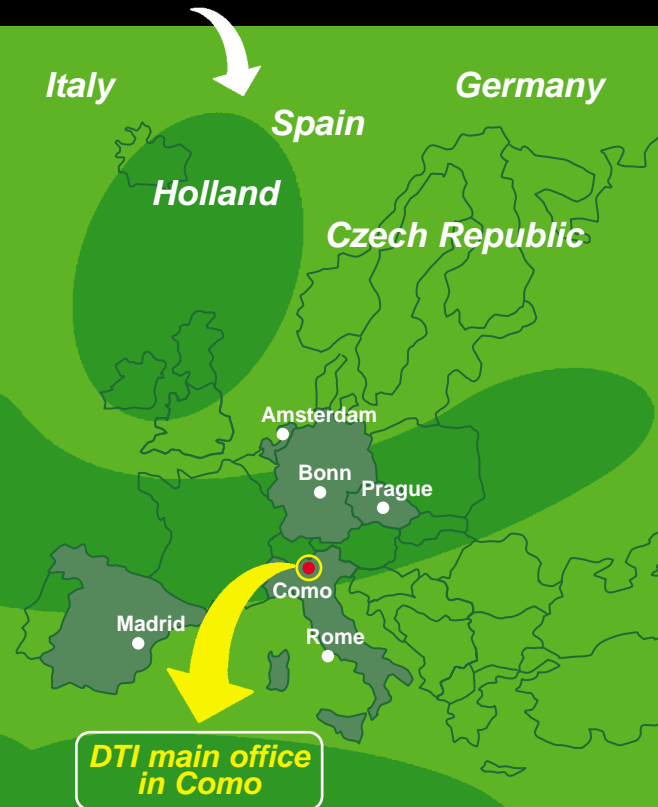 Italy
Germany
Spain
Holland
Czech Republic
Amsterdam
Bonn
Prague
Como
Madrid
Rome
DTI main office
in Como